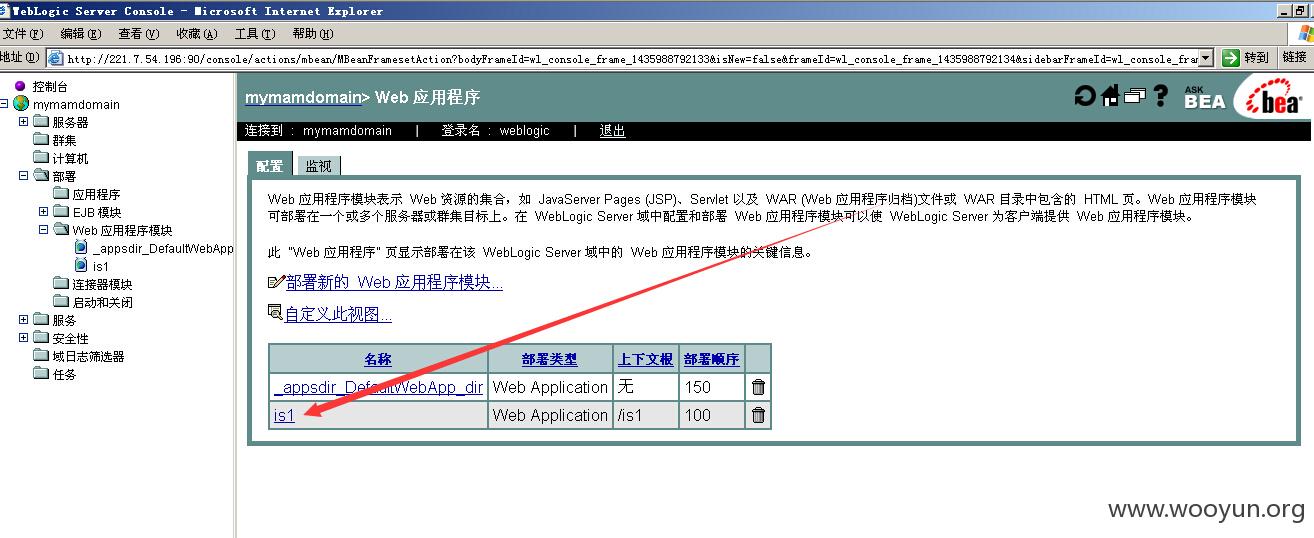 WebLogic Server Console - Microsoft Internet Explorer
文件(F) 编辑(E) 查看(V) 收藏(A) 工具(T) 帮助(H)
地址(D) http://221.7.54.196:90/console/actions/mbean/MBeanFramesetAction?bodyFrameId=wl_console_frame_1435988792133&isNew=false&frameId=wl_console_frame_1435988792134&sidebarFrameId=wl_console_frame 转到 链接
控制台
mymamdomain
服务器
群集
计算机
部署
应用程序
EJB 模块
Web 应用程序模块
_appsdir_DefaultWebApp
is1
连接器模块
启动和关闭
服务
安全性
域日志筛选器
任务
mymamdomain> Web 应用程序
ASK BEA
bea
连接到 : mymamdomain | 登录名 : weblogic | 退出
配置 监视
Web 应用程序模块表示 Web 资源的集合，如 JavaServer Pages (JSP)、Servlet 以及 WAR (Web 应用程序归档)文件或 WAR 目录中包含的 HTML 页。Web 应用程序模块
可部署在一个或多个服务器或群集目标上。在 WebLogic Server 域中配置和部署 Web 应用程序模块可以使 WebLogic Server 为客户端提供 Web 应用程序模块。
此 "Web 应用程序" 页显示部署在该 WebLogic Server 域中的 Web 应用程序模块的关键信息。
部署新的 Web 应用程序模块...
自定义此视图...
名称 部署类型 上下文根 部署顺序
_appsdir_DefaultWebApp_dir Web Application 无 150
is1 Web Application /is1 100
www.wooyun.org